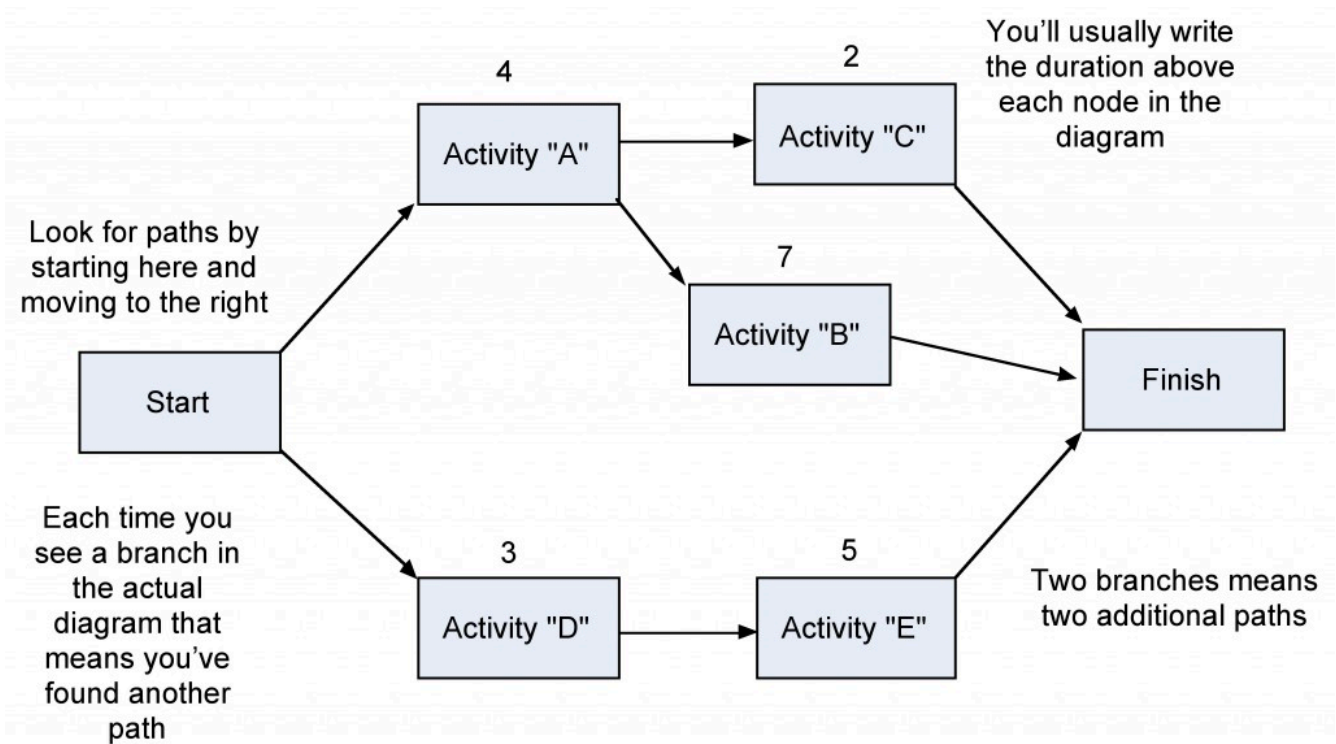 You'll usually write
the duration above
each node in the
diagram
4
2
Activity "A"
Activity "C"
Look for paths by
starting here and
moving to the right
7
Activity "B"
Start
Finish
Each time you
see a branch in
the actual
diagram that
means you've
found another
path
3
5
Activity "D"
Activity "E"
Two branches means
two additional paths